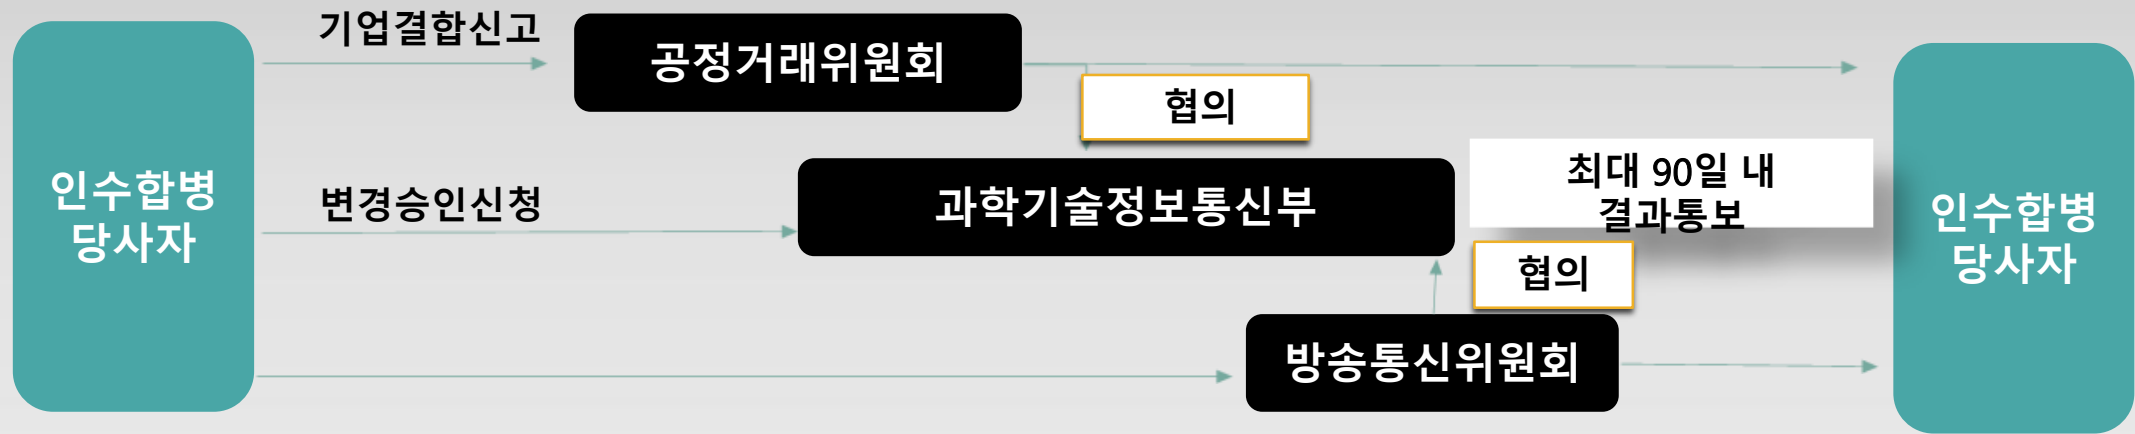 기업결합신고
공정거래위원회
협의
인수합병
당사자
변경승인신청
과학기술정보통신부
최대 90일 내
결과통보
협의
방송통신위원회
인수합병
당사자